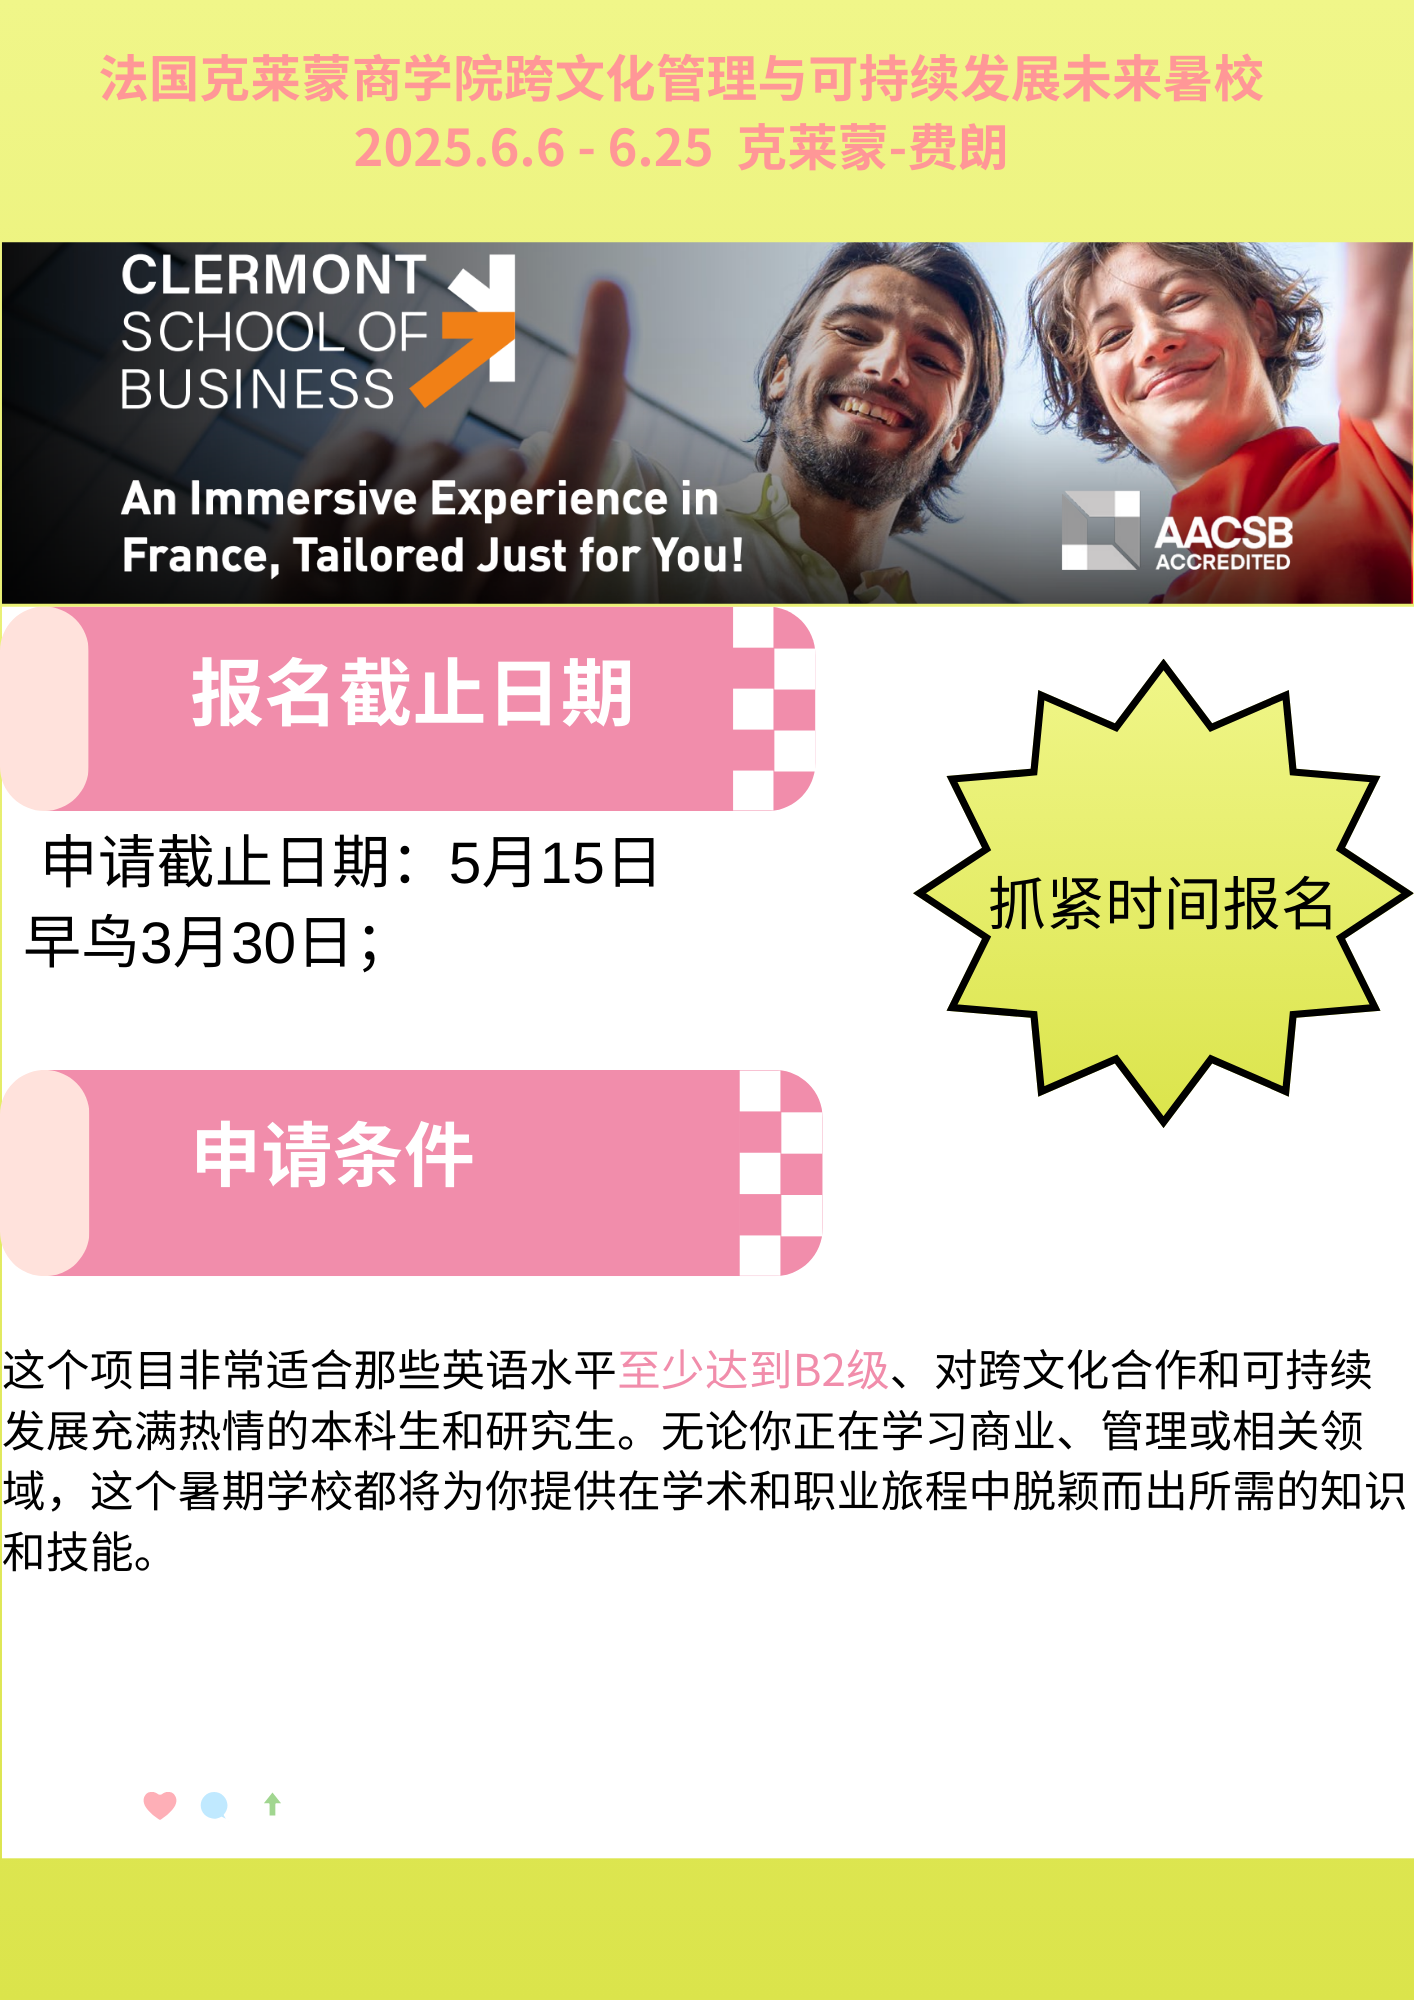 法国克莱蒙商学院跨文化管理与可持续发展未来暑校
2025.6.6 - 6.25 克莱蒙-费朗
CLERMONT
SCHOOL OF
BUSINESS
An Immersive Experience in
France, Tailored Just for You!
AACSB
ACCREDITED
报名截止日期
申请截止日期：5月15日
早鸟3月30日；
抓紧时间报名
申请条件
这个项目非常适合那些英语水平至少达到B2级、对跨文化合作和可持续
发展充满热情的本科生和研究生。无论你正在学习商业、管理或相关领
域，这个暑期学校都将为你提供在学术和职业旅程中脱颖而出所需的知识
和技能。